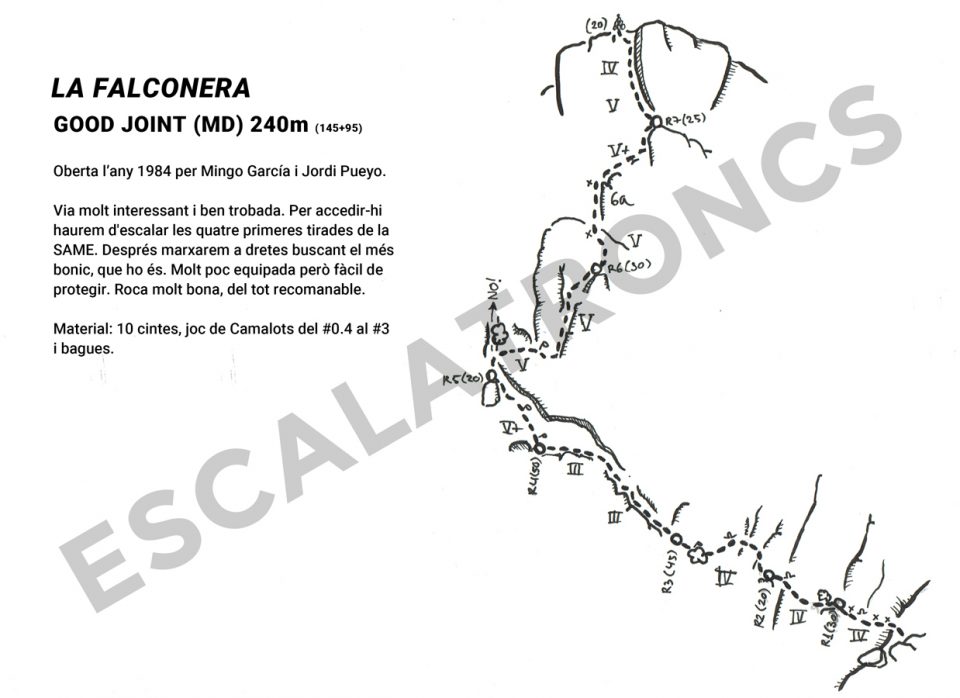 LA FALCONERA
GOOD JOINT (MD) 240m (145+95)
Oberta l'any 1984 per Mingo García i Jordi Pueyo.
Via molt interessant i ben trobada. Per accedir-hi
haurem d'escalar les quatre primeres tirades de la
SAME. Després marxarem a dretes buscant el més
bonic, que ho és. Molt poc equipada però fàcil de
protegir. Roca molt bona, del tot recomanable.
Material: 10 cintes, joc de Camalots del #0.4 al #3
i bagues.
ESCALATRONCS
(20)
IV
V
R7(25)
V+
6a
V
R6(30)
NO!
V
V
R5(20)
V+
R4(50)
III
III
R3(45)
IV
R2(20)
IV
R1(30)
IV